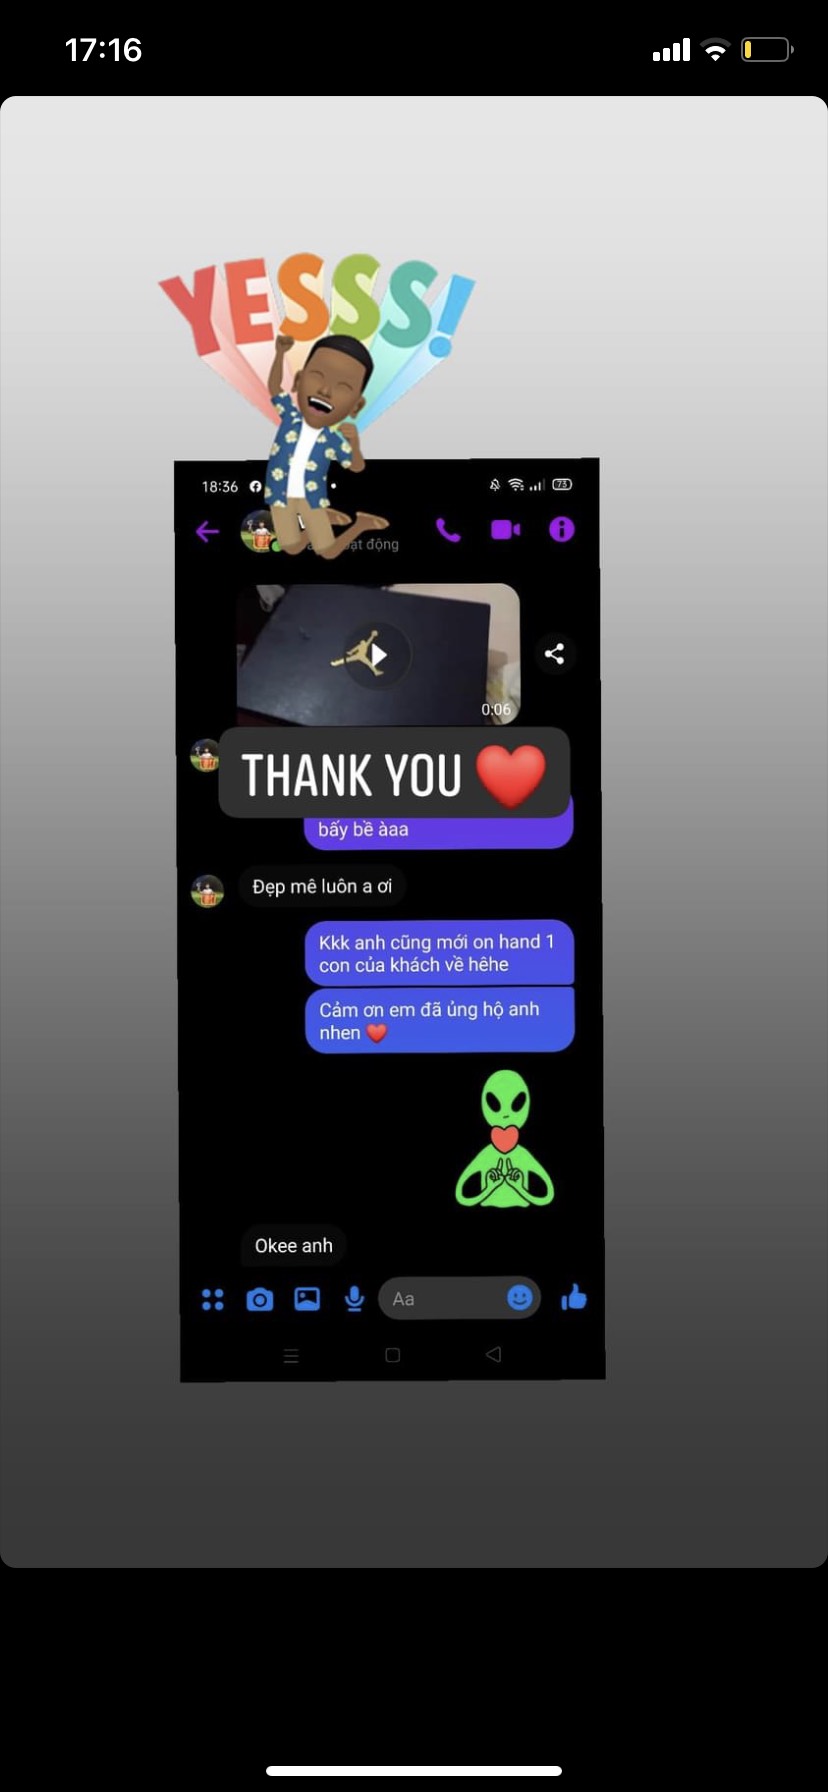 17:16
YESSS!
18:36
73
ạt động
0:06
THANK YOU
bấy bề àaa
Đẹp mê luôn a ơi
Kkk anh cũng mới on hand 1
con của khách về hêhe
Cảm ơn em đã ủng hộ anh
nhen
Okee anh
Aa